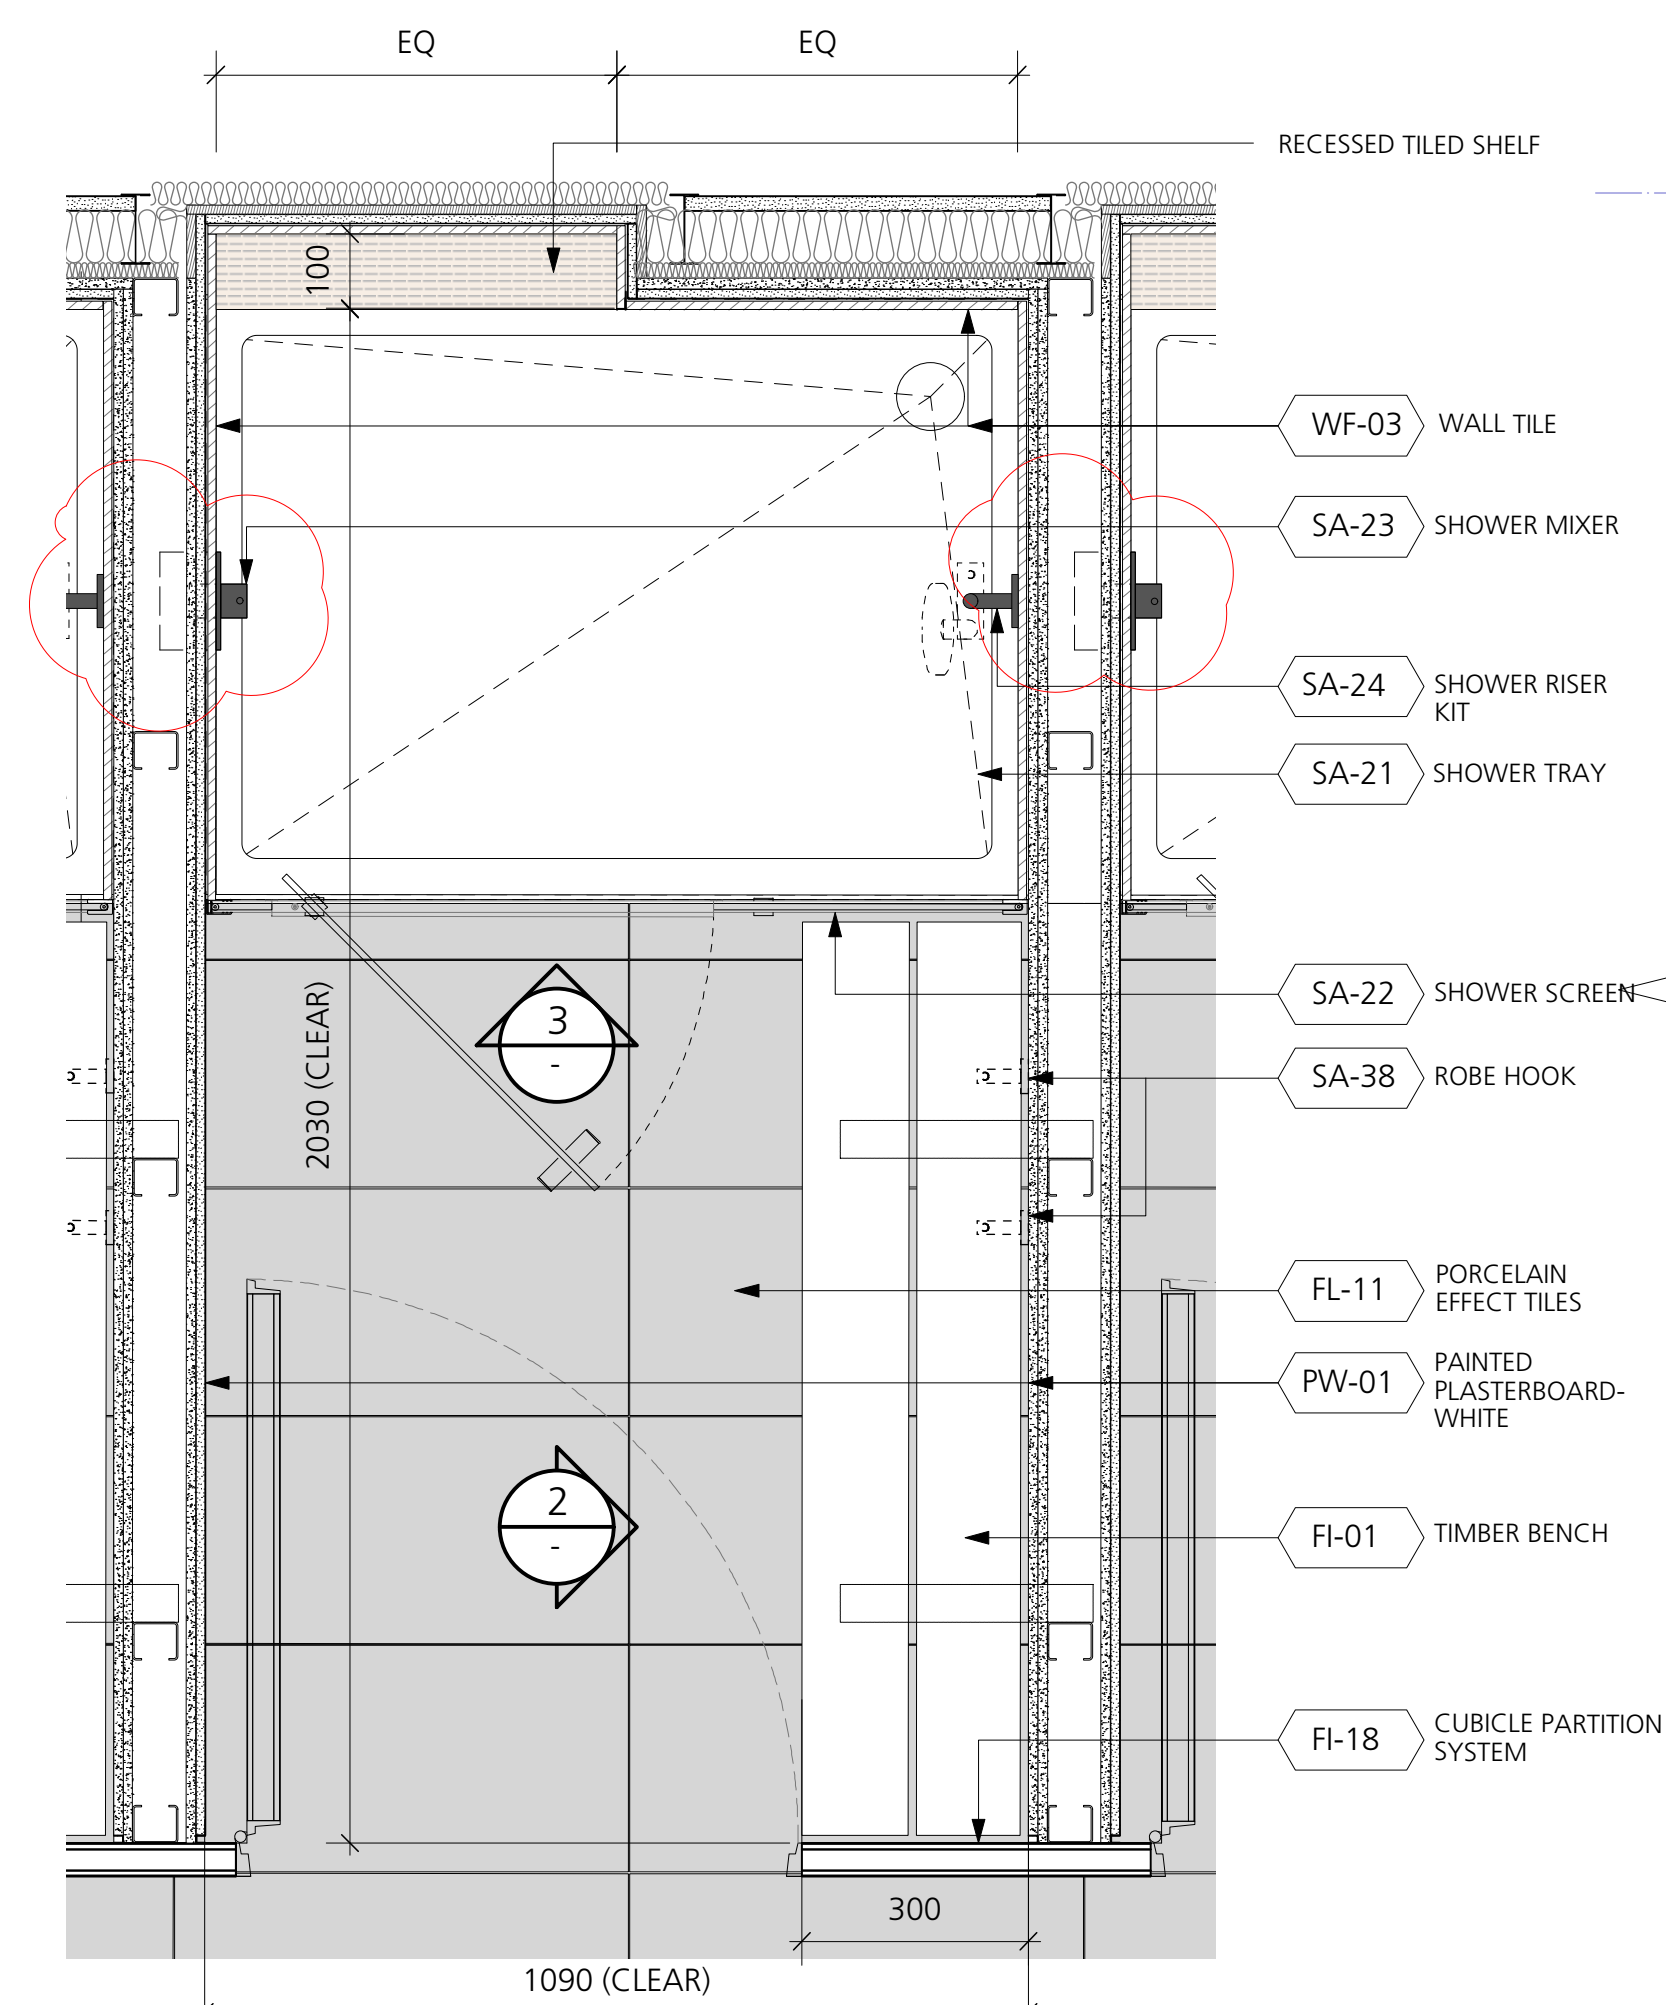 EQ
EQ
RECESSED TILED SHELF
100
WF-03
WALL TILE
SA-23
SHOWER MIXER
SA-24
SHOWER RISER
KIT
SA-21
SHOWER TRAY
2030 (CLEAR)
3
-
SA-22
SHOWER SCREEN
SA-38
ROBE HOOK
FL-11
PORCELAIN
EFFECT TILES
PW-01
PAINTED
PLASTERBOARD-
WHITE
2
-
FI-01
TIMBER BENCH
FI-18
CUBICLE PARTITION
SYSTEM
300
1090 (CLEAR)